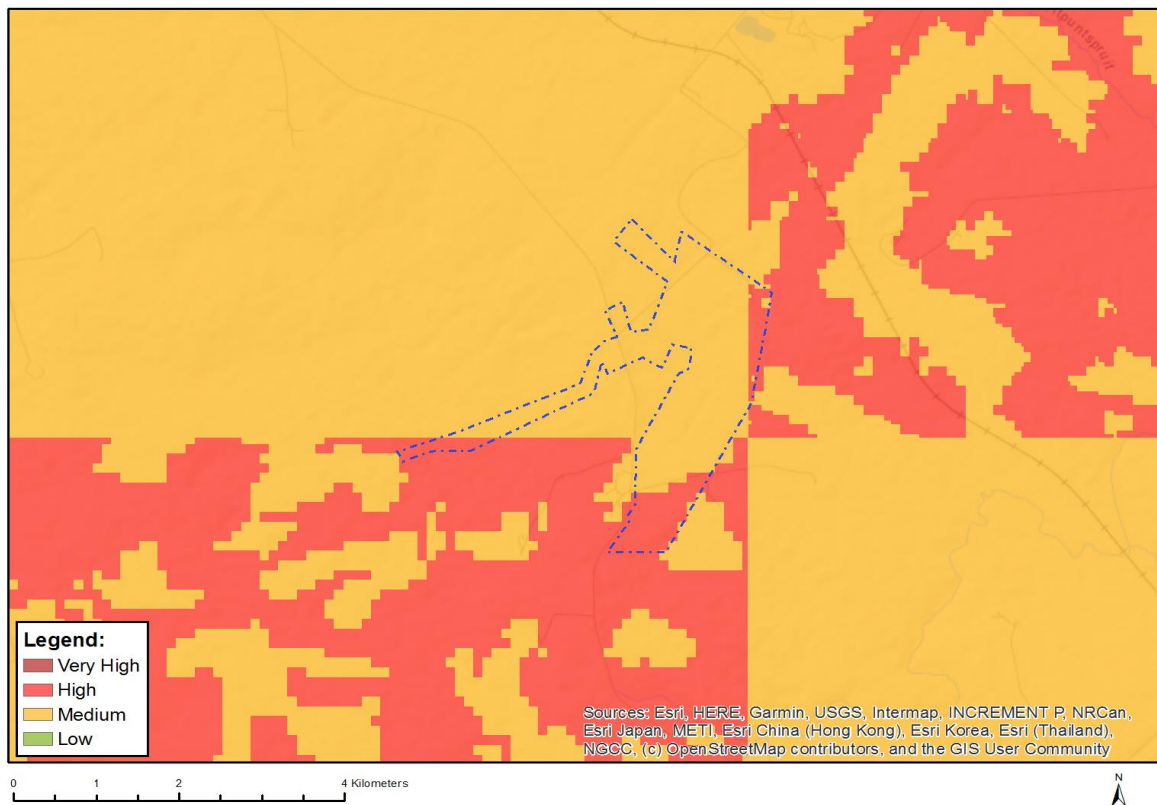 puntspruit
Legend:
Very High
High
Medium
Low
Sources: Esri, HERE, Garmin, USGS, Intermap, INCREMENT P, NRCan,
Esri Japan, METI, Esri China (Hong Kong), Esri Korea, Esri (Thailand),
NGCC, (c) OpenStreetMap contributors, and the GIS User Community
0 1 2 4 Kilometers
N